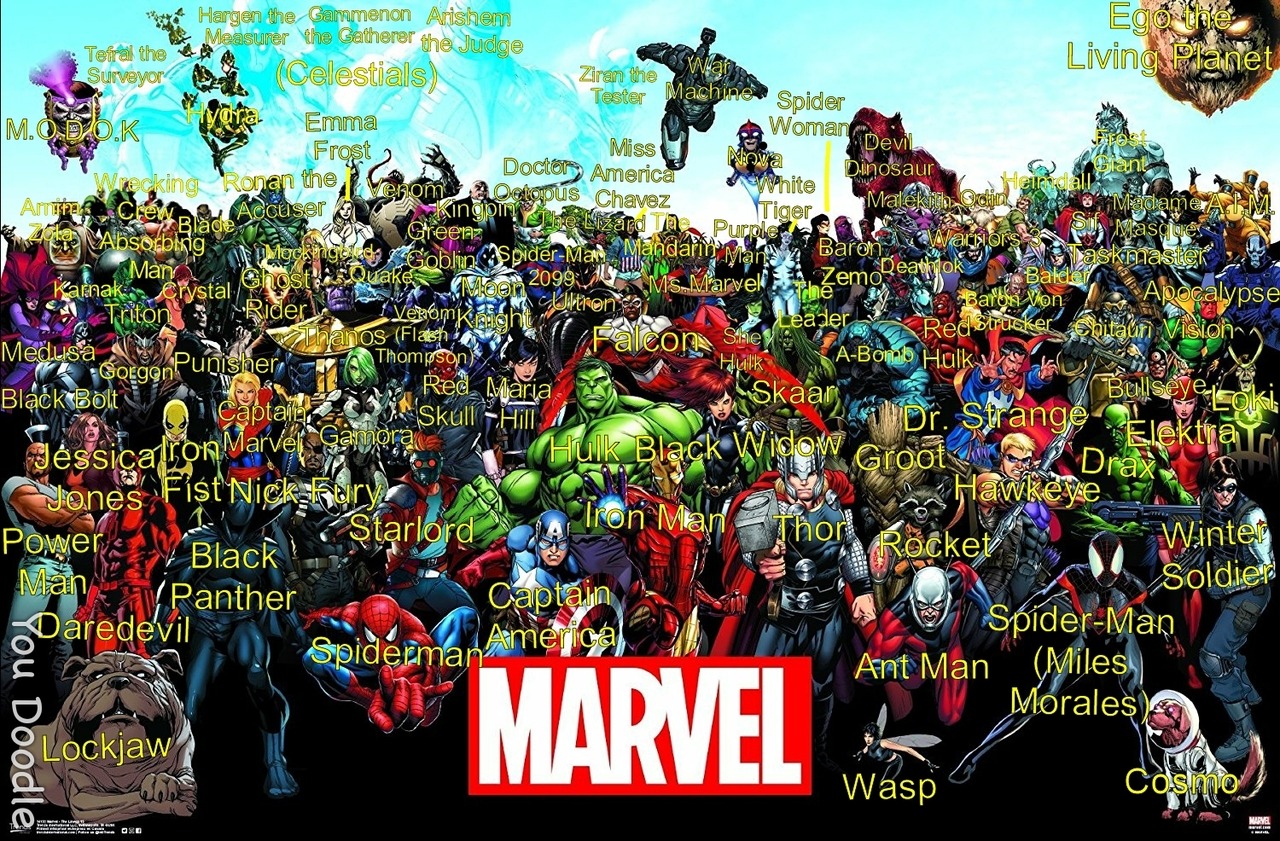 Hargen the
Measurer
Gammenon
the Gatherer
Arishem
the Judge
(Celestials)
Ego the
Living Planet
Tefral the
Surveyor
Ziran the
Tester
War
Machine
M.O.D.O.K
Hydra
Emma
Frost
Spider
Woman
Nova
Devil
Dinosaur
Frost
Giant
Miss
America
Chavez
Doctor
Octopus
White
Tiger
Wrecking
Crew
Ronan the
Accuser
Venom
Kingpin
The Lizard
The
Mandarin
Purple
Man
Malekith
Odin
Heimdall
Sif
Madame
Masque
A.I.M.
Arnim
Zola
Blade
Absorbing
Man
Mockingbird
Green
Goblin
Spider-Man
2099
Baron
Zemo
Warriors 3
Deathlok
Taskmaster
Balder
Karnak
Triton
Crystal
Ghost
Rider
Quake
Moon
Knight
Ultron
Ms. Marvel
The
Leader
Baron Von
Strucker
Apocalypse
Medusa
Gorgon
Punisher
Thanos
Venom
(Flash
Thompson)
Falcon
She
Hulk
A-Bomb
Red
Hulk
Chitauri
Vision
Black Bolt
Captain
Marvel
Gamora
Red
Skull
Maria
Hill
Skaar
Dr. Strange
Bullseye
Loki
Jessica
Jones
Iron
Fist
Nick Fury
Hulk
Black Widow
Groot
Hawkeye
Drax
Elektra
Power
Man
Black
Panther
Starlord
Iron Man
Thor
Rocket
Winter
Soldier
Daredevil
Spiderman
Captain
America
Ant Man
Spider-Man
(Miles
Morales)
Lockjaw
MARVEL
Wasp
Cosmo
You Doodle
MARVEL